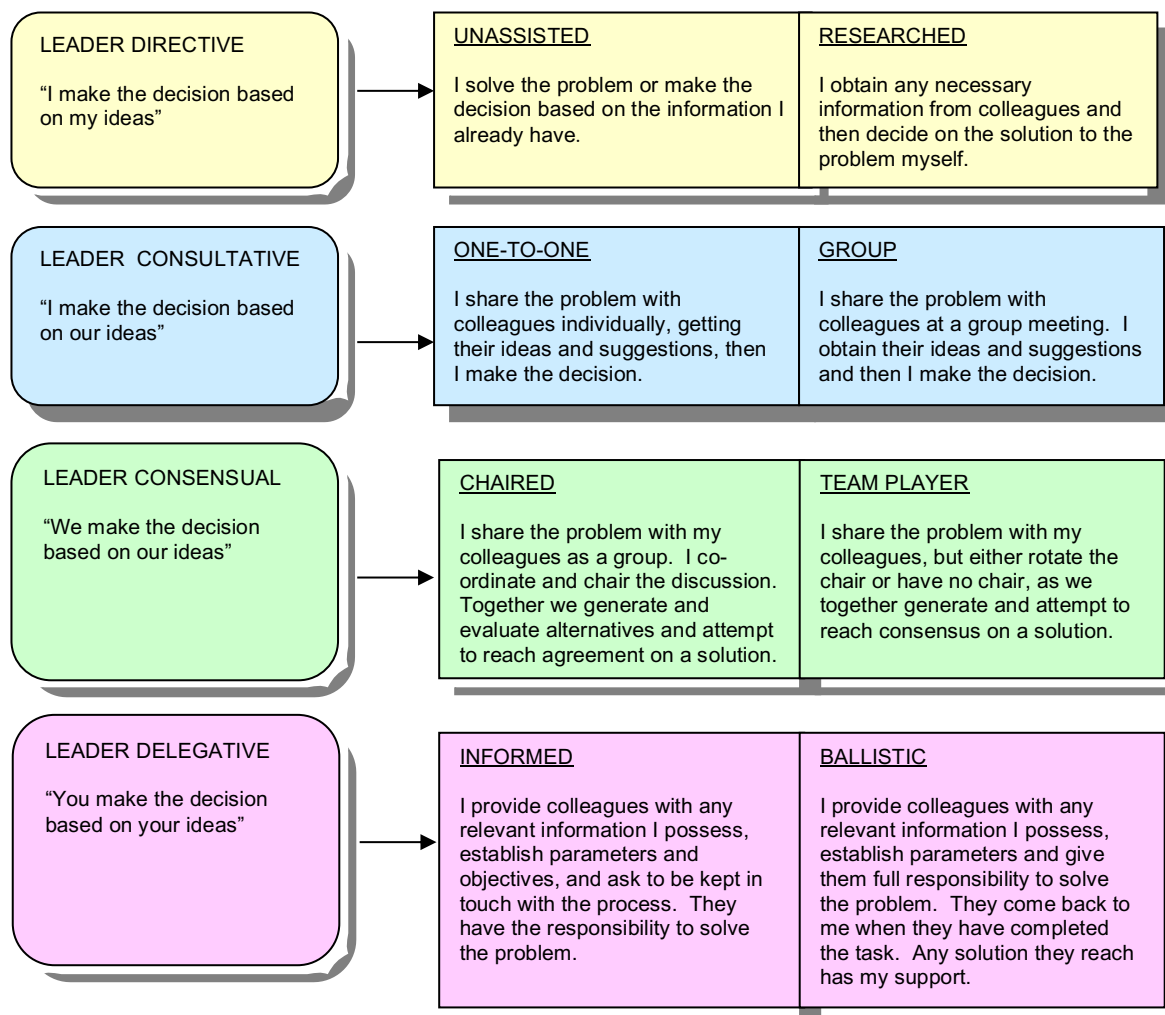 LEADER DIRECTIVE
“I make the decision based
on my ideas”
UNASSISTED
I solve the problem or make the
decision based on the information I
already have.
RESEARCHED
I obtain any necessary
information from colleagues and
then decide on the solution to the
problem myself.
LEADER  CONSULTATIVE
“I make the decision based
on our ideas”
ONE-TO-ONE
I share the problem with
colleagues individually, getting
their ideas and suggestions, then
I make the decision.
GROUP
I share the problem with
colleagues at a group meeting.  I
obtain their ideas and suggestions
and then I make the decision.
LEADER CONSENSUAL
“We make the decision
based on our ideas”
CHAIRED
I share the problem with my
colleagues as a group.  I co-
ordinate and chair the discussion.
Together we generate and
evaluate alternatives and attempt
to reach agreement on a solution.
TEAM PLAYER
I share the problem with my
colleagues, but either rotate the
chair or have no chair, as we
together generate and attempt to
reach consensus on a solution.
LEADER DELEGATIVE
“You make the decision
based on your ideas”
INFORMED
I provide colleagues with any
relevant information I possess,
establish parameters and
objectives, and ask to be kept in
touch with the process.  They
have the responsibility to solve
the problem.
BALLISTIC
I provide colleagues with any
relevant information I possess,
establish parameters and give
them full responsibility to solve
the problem.  They come back to
me when they have completed
the task.  Any solution they reach
has my support.